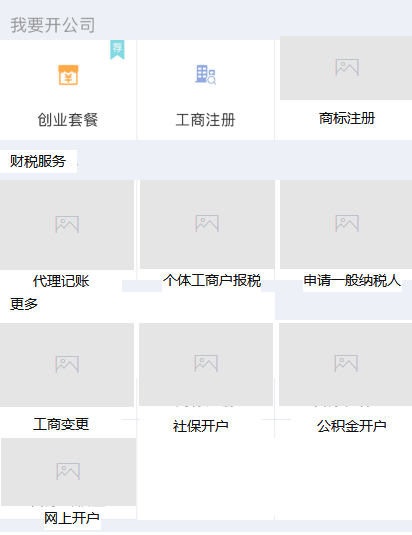 我要开公司
荐
创业套餐 工商注册 商标注册
财税服务
代理记账 个体工商户报税 申请一般纳税人
更多
工商变更 社保开户 公积金开户
网上开户